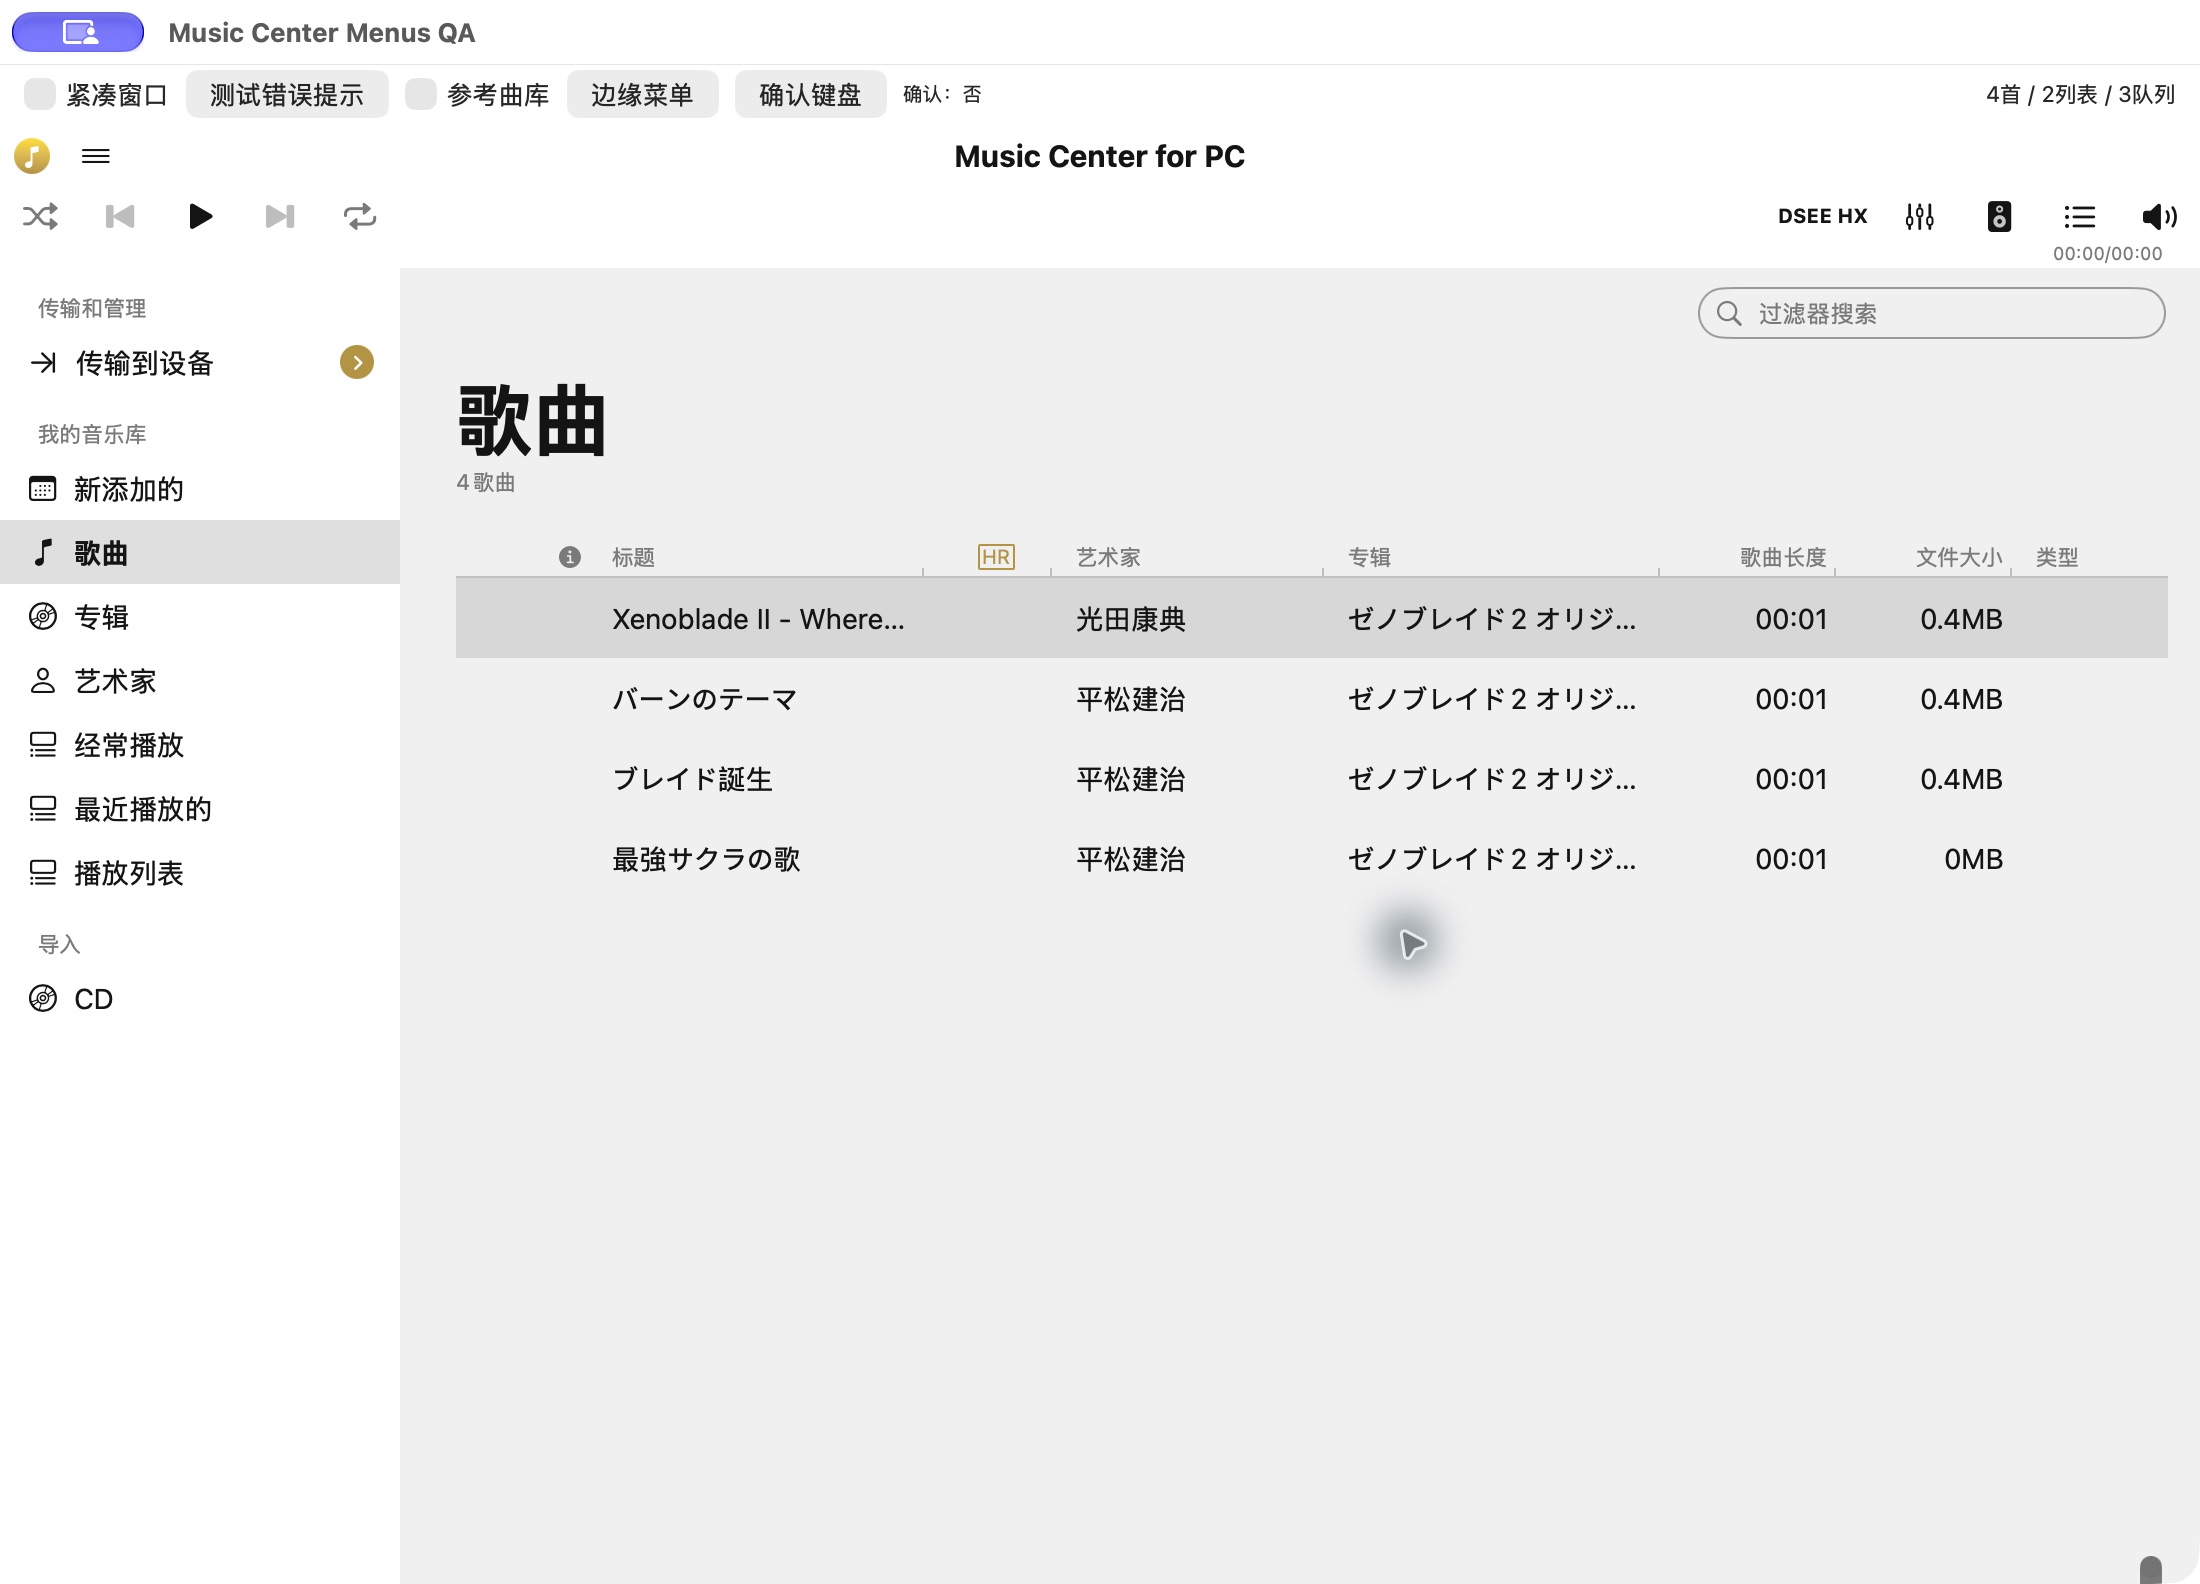 Music Center Menus QA
紧凑窗口 测试错误提示 参考曲库 边缘菜单 确认键盘 确认：否 4首 / 2列表 / 3队列
Music Center for PC
DSEE HX
00:00/00:00
传输和管理
传输到设备
我的音乐库
新添加的
歌曲
专辑
艺术家
经常播放
最近播放的
播放列表
导入
CD
过滤器搜索
歌曲
4歌曲
标题 HR 艺术家 专辑 歌曲长度 文件大小 类型
Xenoblade II - Where... 光田康典 ゼノブレイド2 オリジ... 00:01 0.4MB
バーンのテーマ 平松建治 ゼノブレイド2 オリジ... 00:01 0.4MB
ブレイド誕生 平松建治 ゼノブレイド2 オリジ... 00:01 0.4MB
最強サクラの歌 平松建治 ゼノブレイド2 オリジ... 00:01 0MB